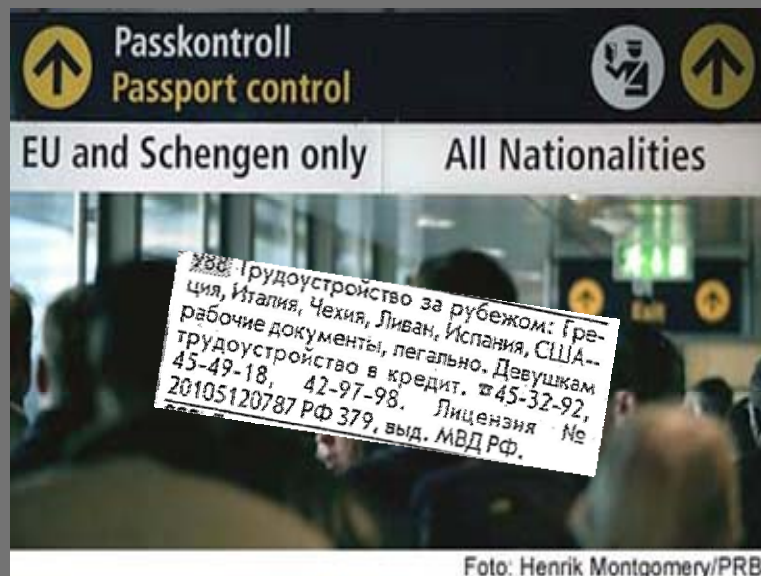 Passkontroll
Passport control
EU and Schengen only
All Nationalities
Exit
Трудоустройство за рубежом: Гре-
ция, Италия, Чехия, Ливан, Испания, США--
рабочие документы, легально. Девушкам
трудоустройство в кредит. ☎45-32-92,
45-49-18, 42-97-98. Лицензия №
20105120787 РФ 379, выд. МВД РФ.
Foto: Henrik Montgomery/PRB